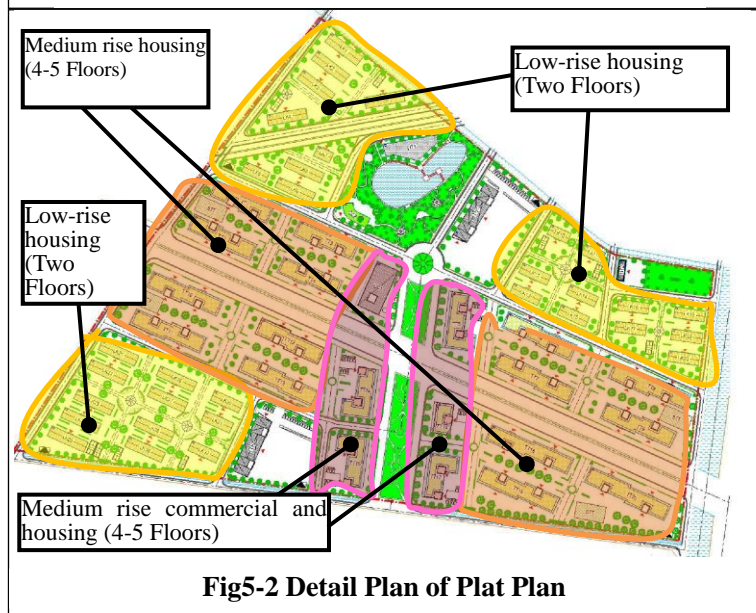 Medium rise housing
(4-5 Floors)
Low-rise housing
(Two Floors)
Low-rise
housing
(Two
Floors)
Medium rise commercial and
housing (4-5 Floors)
Fig5-2 Detail Plan of Plat Plan